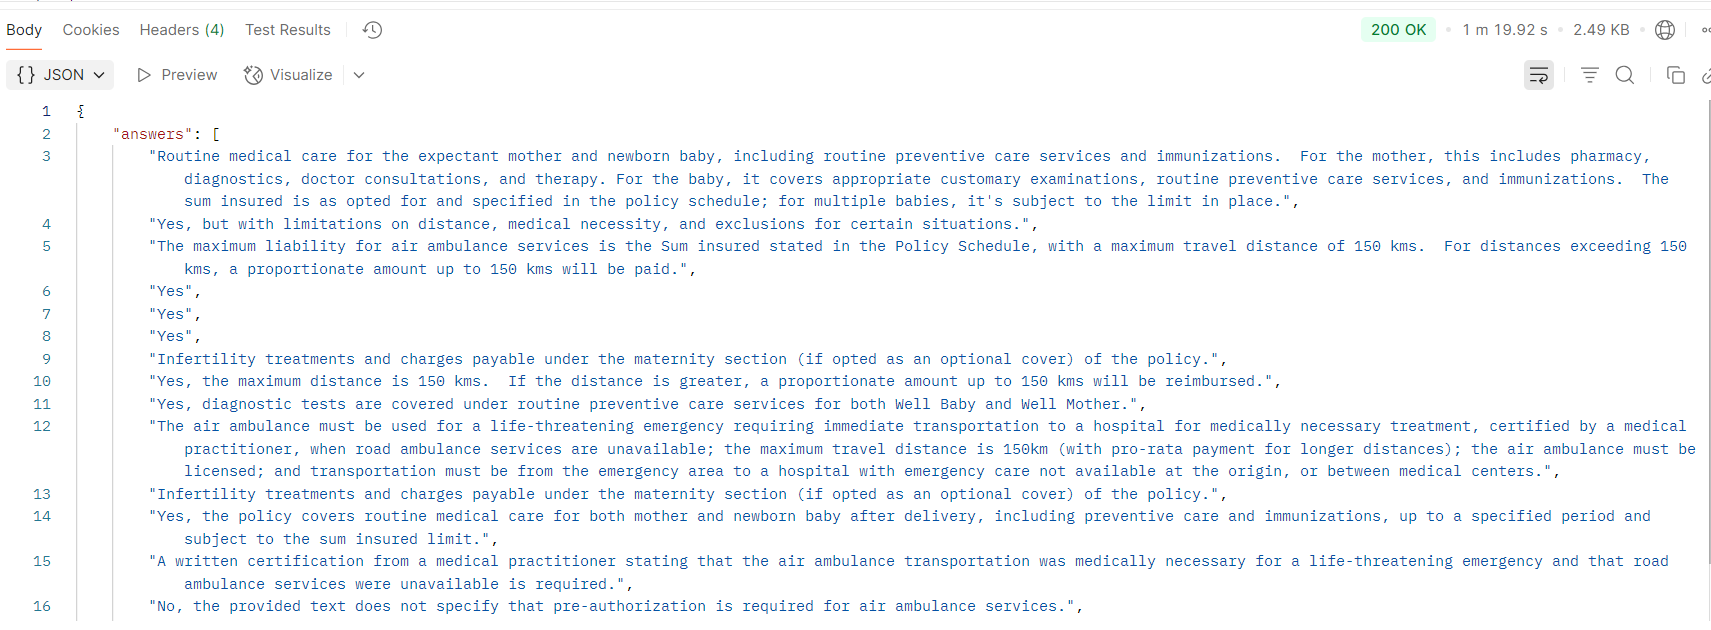 Body Cookies Headers (4) Test Results 200 OK • 1 m 19.92 s • 2.49 KB •
{} JSON Preview Visualize
1 {
2 "answers": [
3 "Routine medical care for the expectant mother and newborn baby, including routine preventive care services and immunizations.  For the mother, this includes pharmacy,
diagnostics, doctor consultations, and therapy. For the baby, it covers appropriate customary examinations, routine preventive care services, and immunizations.  The
sum insured is as opted for and specified in the policy schedule; for multiple babies, it's subject to the limit in place.",
4 "Yes, but with limitations on distance, medical necessity, and exclusions for certain situations.",
5 "The maximum liability for air ambulance services is the Sum insured stated in the Policy Schedule, with a maximum travel distance of 150 kms.  For distances exceeding 150
kms, a proportionate amount up to 150 kms will be paid.",
6 "Yes",
7 "Yes",
8 "Yes",
9 "Infertility treatments and charges payable under the maternity section (if opted as an optional cover) of the policy.",
10 "Yes, the maximum distance is 150 kms.  If the distance is greater, a proportionate amount up to 150 kms will be reimbursed.",
11 "Yes, diagnostic tests are covered under routine preventive care services for both Well Baby and Well Mother.",
12 "The air ambulance must be used for a life-threatening emergency requiring immediate transportation to a hospital for medically necessary treatment, certified by a medical
practitioner, when road ambulance services are unavailable; the maximum travel distance is 150km (with pro-rata payment for longer distances); the air ambulance must be
licensed; and transportation must be from the emergency area to a hospital with emergency care not available at the origin, or between medical centers.",
13 "Infertility treatments and charges payable under the maternity section (if opted as an optional cover) of the policy.",
14 "Yes, the policy covers routine medical care for both mother and newborn baby after delivery, including preventive care and immunizations, up to a specified period and
subject to the sum insured limit.",
15 "A written certification from a medical practitioner stating that the air ambulance transportation was medically necessary for a life-threatening emergency and that road
ambulance services were unavailable is required.",
16 "No, the provided text does not specify that pre-authorization is required for air ambulance services.",